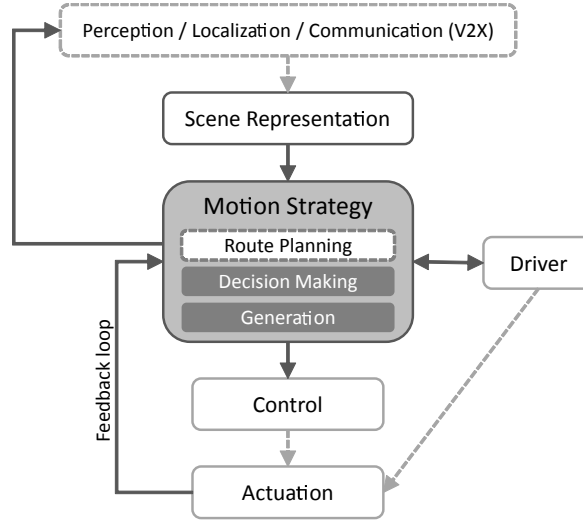 Perception / Localization / Communication (V2X)
Scene Representation
Motion Strategy
Route Planning
Decision Making
Generation
Driver
Feedback loop
Control
Actuation